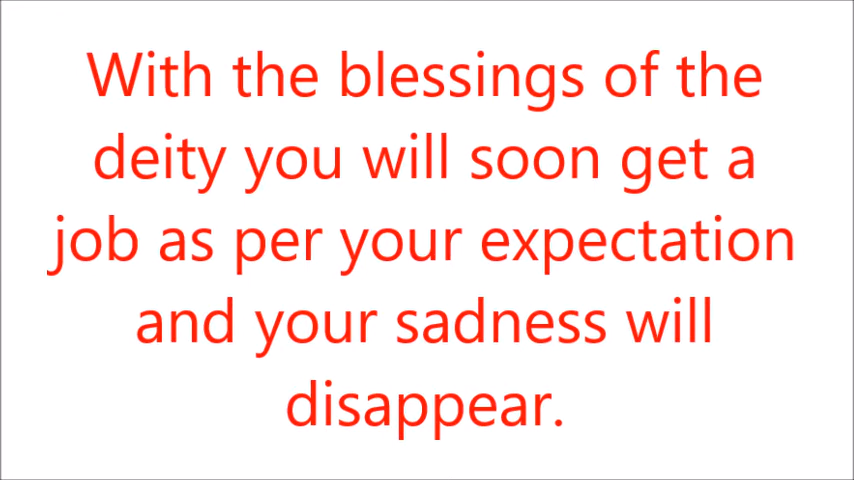 With the blessings of the
deity you will soon get a
job as per your expectation
and your sadness will
disappear.